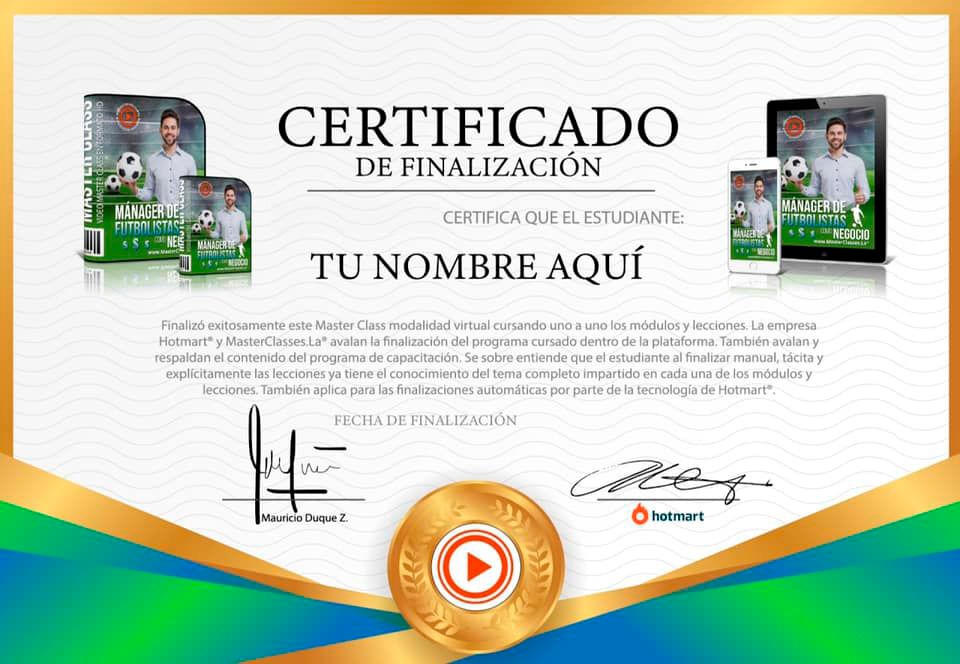 CERTIFICADO
DE FINALIZACIÓN
CERTIFICA QUE EL ESTUDIANTE:
TU NOMBRE AQUÍ
MASTER CLASS
VIDEO MASTER CLASS EN FORMATO HD
MÁNAGER DE
FUTBOLISTAS
MÁNAGER DE
FUTBOLISTAS
COMO NEGOCIO
MÁNAGER DE
FUTBOLISTAS
NEGOCIO
MÁNAGER DE
FUTBOLISTAS
COMO NEGOCIO
www.MasterClasses.La
Finalizó exitosamente este Master Class modalidad virtual cursando uno a uno los módulos y lecciones. La empresa
Hotmart® y MasterClasses.La® avalan la finalización del programa cursado dentro de la plataforma. También avalan y
respaldan el contenido del programa de capacitación. Se sobre entiende que el estudiante al finalizar manual, tácita y
explícitamente las lecciones ya tiene el conocimiento del tema completo impartido en cada una de los módulos y
lecciones. También aplica para las finalizaciones automáticas por parte de la tecnología de Hotmart®.
FECHA DE FINALIZACIÓN
Mauricio Duque Z.
hotmart